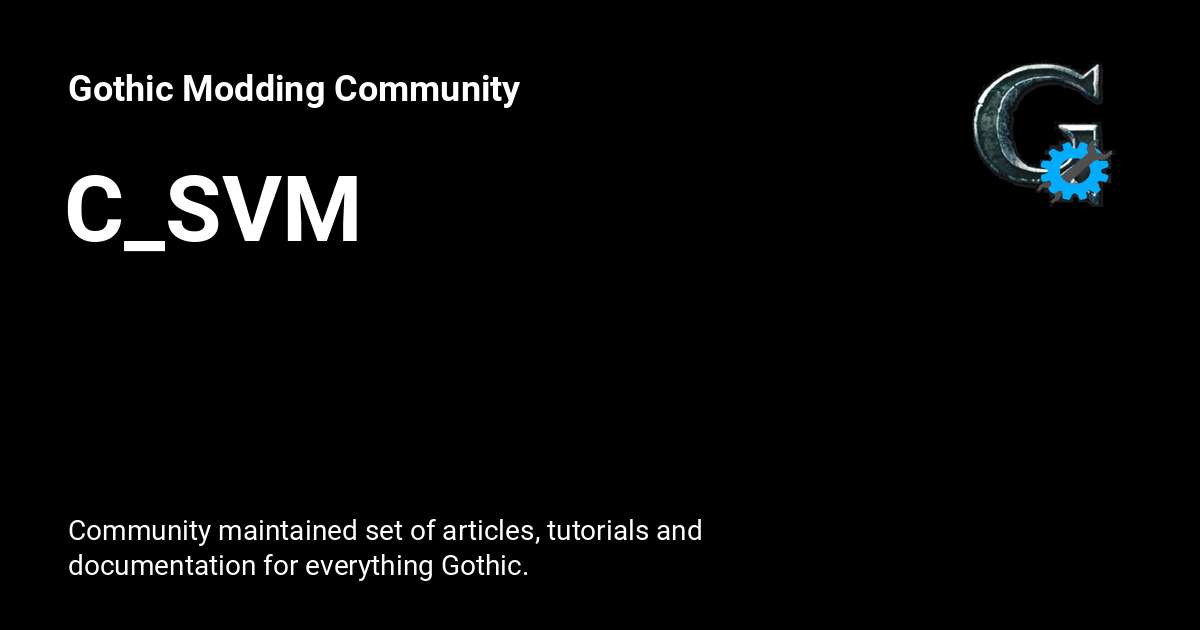 Gothic Modding Community
C_SVM
Community maintained set of articles, tutorials and
documentation for everything Gothic.